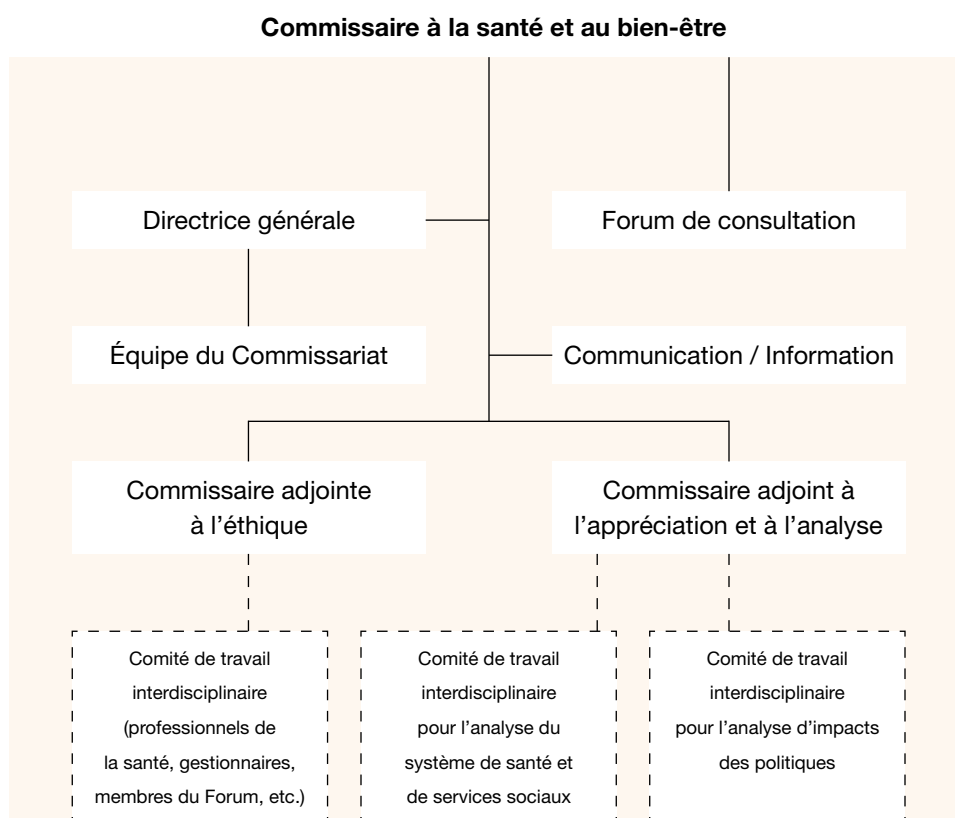 Commissaire à la santé et au bien-être
Directrice générale
Forum de consultation
Équipe du Commissariat
Communication / Information
Commissaire adjointe
à l’éthique
Commissaire adjoint à
l’appréciation et à l’analyse
Comité de travail
interdisciplinaire
(professionnels de
la santé, gestionnaires,
membres du Forum, etc.)
Comité de travail
interdisciplinaire
pour l’analyse du
système de santé et
de services sociaux
Comité de travail
interdisciplinaire
pour l’analyse d’impacts
des politiques